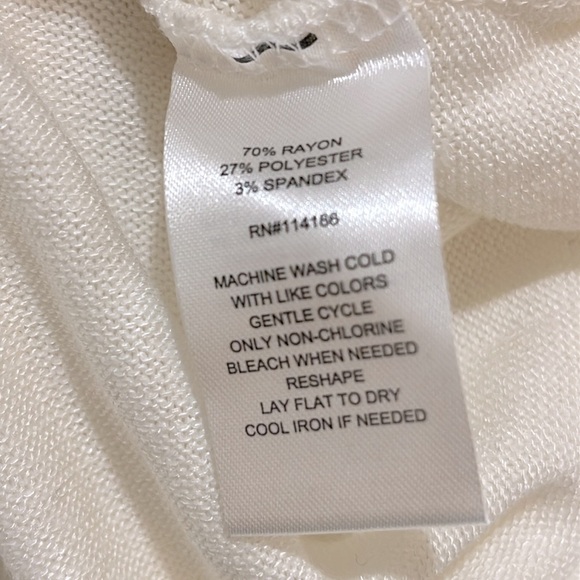 70% RAYON
27% POLYESTER
3% SPANDEX
RN#114166
MACHINE WASH COLD
WITH LIKE COLORS
GENTLE CYCLE
ONLY NON-CHLORINE
BLEACH WHEN NEEDED
RESHAPE
LAY FLAT TO DRY
COOL IRON IF NEEDED